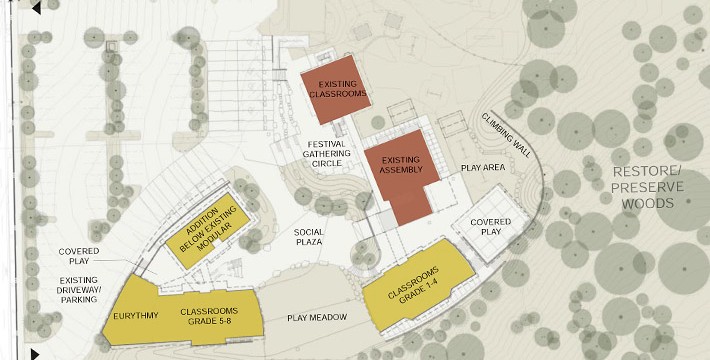 EXISTING
CLASSROOMS
FESTIVAL
GATHERING
CIRCLE
EXISTING
ASSEMBLY
CLIMBING WALL
PLAY AREA
RESTORE/
PRESERVE
WOODS
ADDITION
BELOW EXISTING
MODULAR
SOCIAL
PLAZA
COVERED
PLAY
COVERED
PLAY
EXISTING
DRIVEWAY/
PARKING
EURYTHMY
CLASSROOMS
GRADE 5-8
PLAY MEADOW
CLASSROOMS
GRADE 1-4